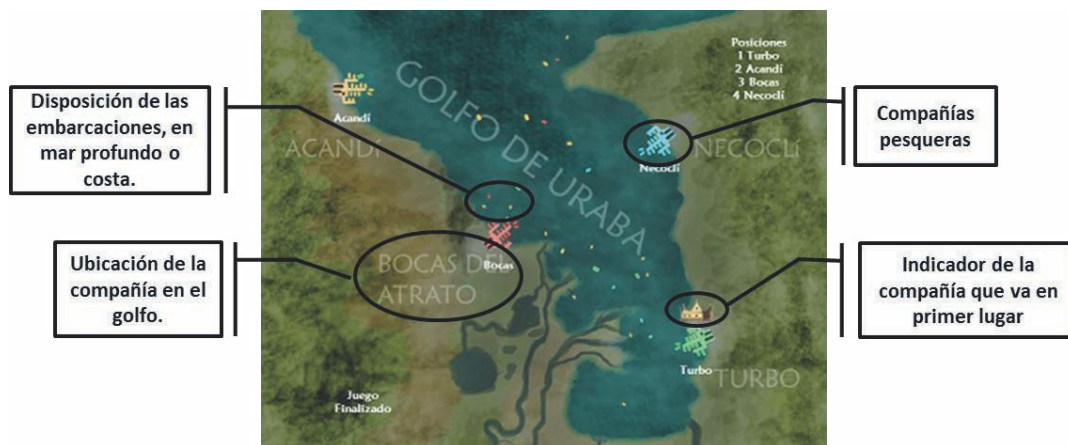 Disposición de las
embarcaciones, en
mar profundo o
costa.
Ubicación de la
compañía en el
golfo.
Acandí
ACANDÍ
GOLFO DE URABA
Posiciones
1 Turbo
2 Acandí
3 Bocas
4 Necoclí
Necoclí
NECOCLÍ
Bocas
BOCAS DEL
ATRATO
Turbo
TURBO
Juego
Finalizado
Compañías
pesqueras
Indicador de la
compañía que va en
primer lugar